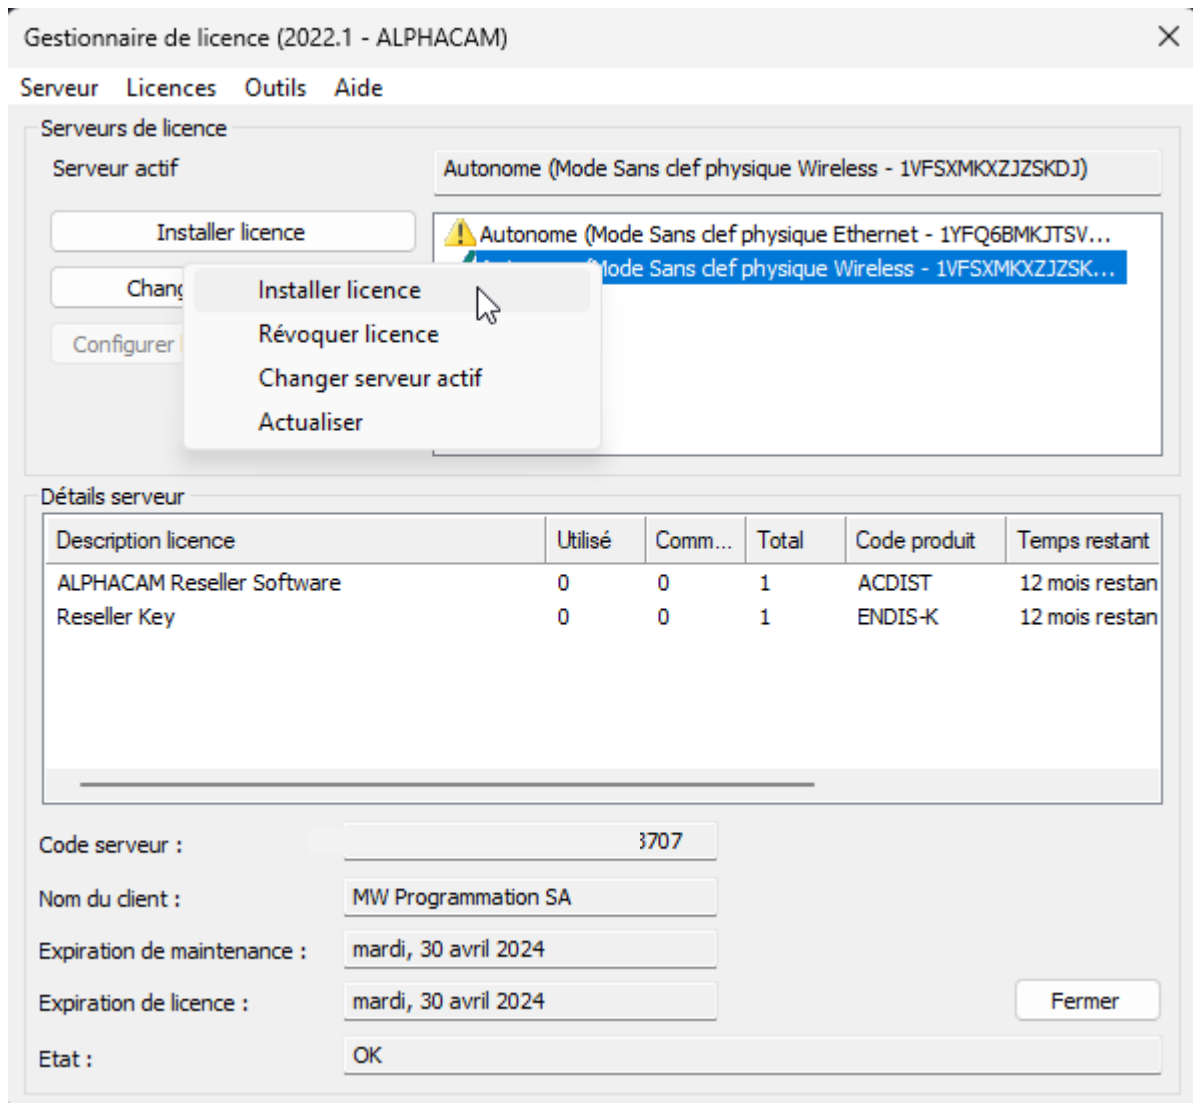 Gestionnaire de licence (2022.1 - ALPHACAM)
Serveur Licences Outils Aide
Serveurs de licence
Serveur actif Autonome (Mode Sans clef physique Wireless - 1VFSXMKXZJZSKDJ)
Installer licence Autonome (Mode Sans clef physique Ethernet - 1YFQ6BMKJTSV...
Mode Sans clef physique Wireless - 1VFSXMKXZJZSK...
Installer licence
Configurer
Révoquer licence
Changer serveur actif
Actualiser
Détails serveur
Description licence Utilisé Comm... Total Code produit Temps restant
ALPHACAM Reseller Software 0 0 1 ACDIST 12 mois restan
Reseller Key 0 0 1 ENDIS-K 12 mois restan
Code serveur : 3707
Nom du client : MW Programmation SA
Expiration de maintenance : mardi, 30 avril 2024
Expiration de licence : mardi, 30 avril 2024
Fermer
Etat : OK